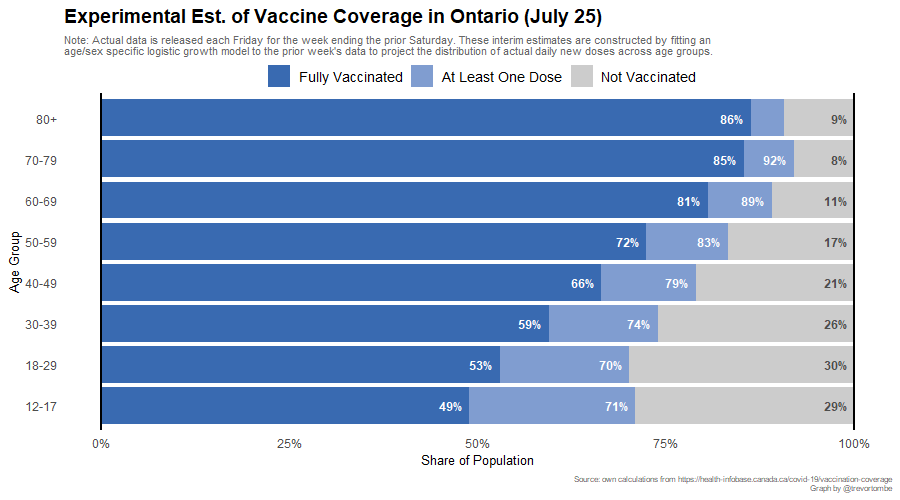 Experimental Est. of Vaccine Coverage in Ontario (July 25)
Note: Actual data is released each Friday for the week ending the prior Saturday. These interim estimates are constructed by fitting an
age/sex specific logistic growth model to the prior week's data to project the distribution of actual daily new doses across age groups.
Fully Vaccinated At Least One Dose Not Vaccinated
80+ 86% 9%
70-79 85% 92% 8%
60-69 81% 89% 11%
50-59 72% 83% 17%
Age Group
40-49 66% 79% 21%
30-39 59% 74% 26%
18-29 53% 70% 30%
12-17 49% 71% 29%
0% 25% 50% 75% 100%
Share of Population
Source: own calculations from https://health-infobase.canada.ca/covid-19/vaccination-coverage
Graph by @trevortombe